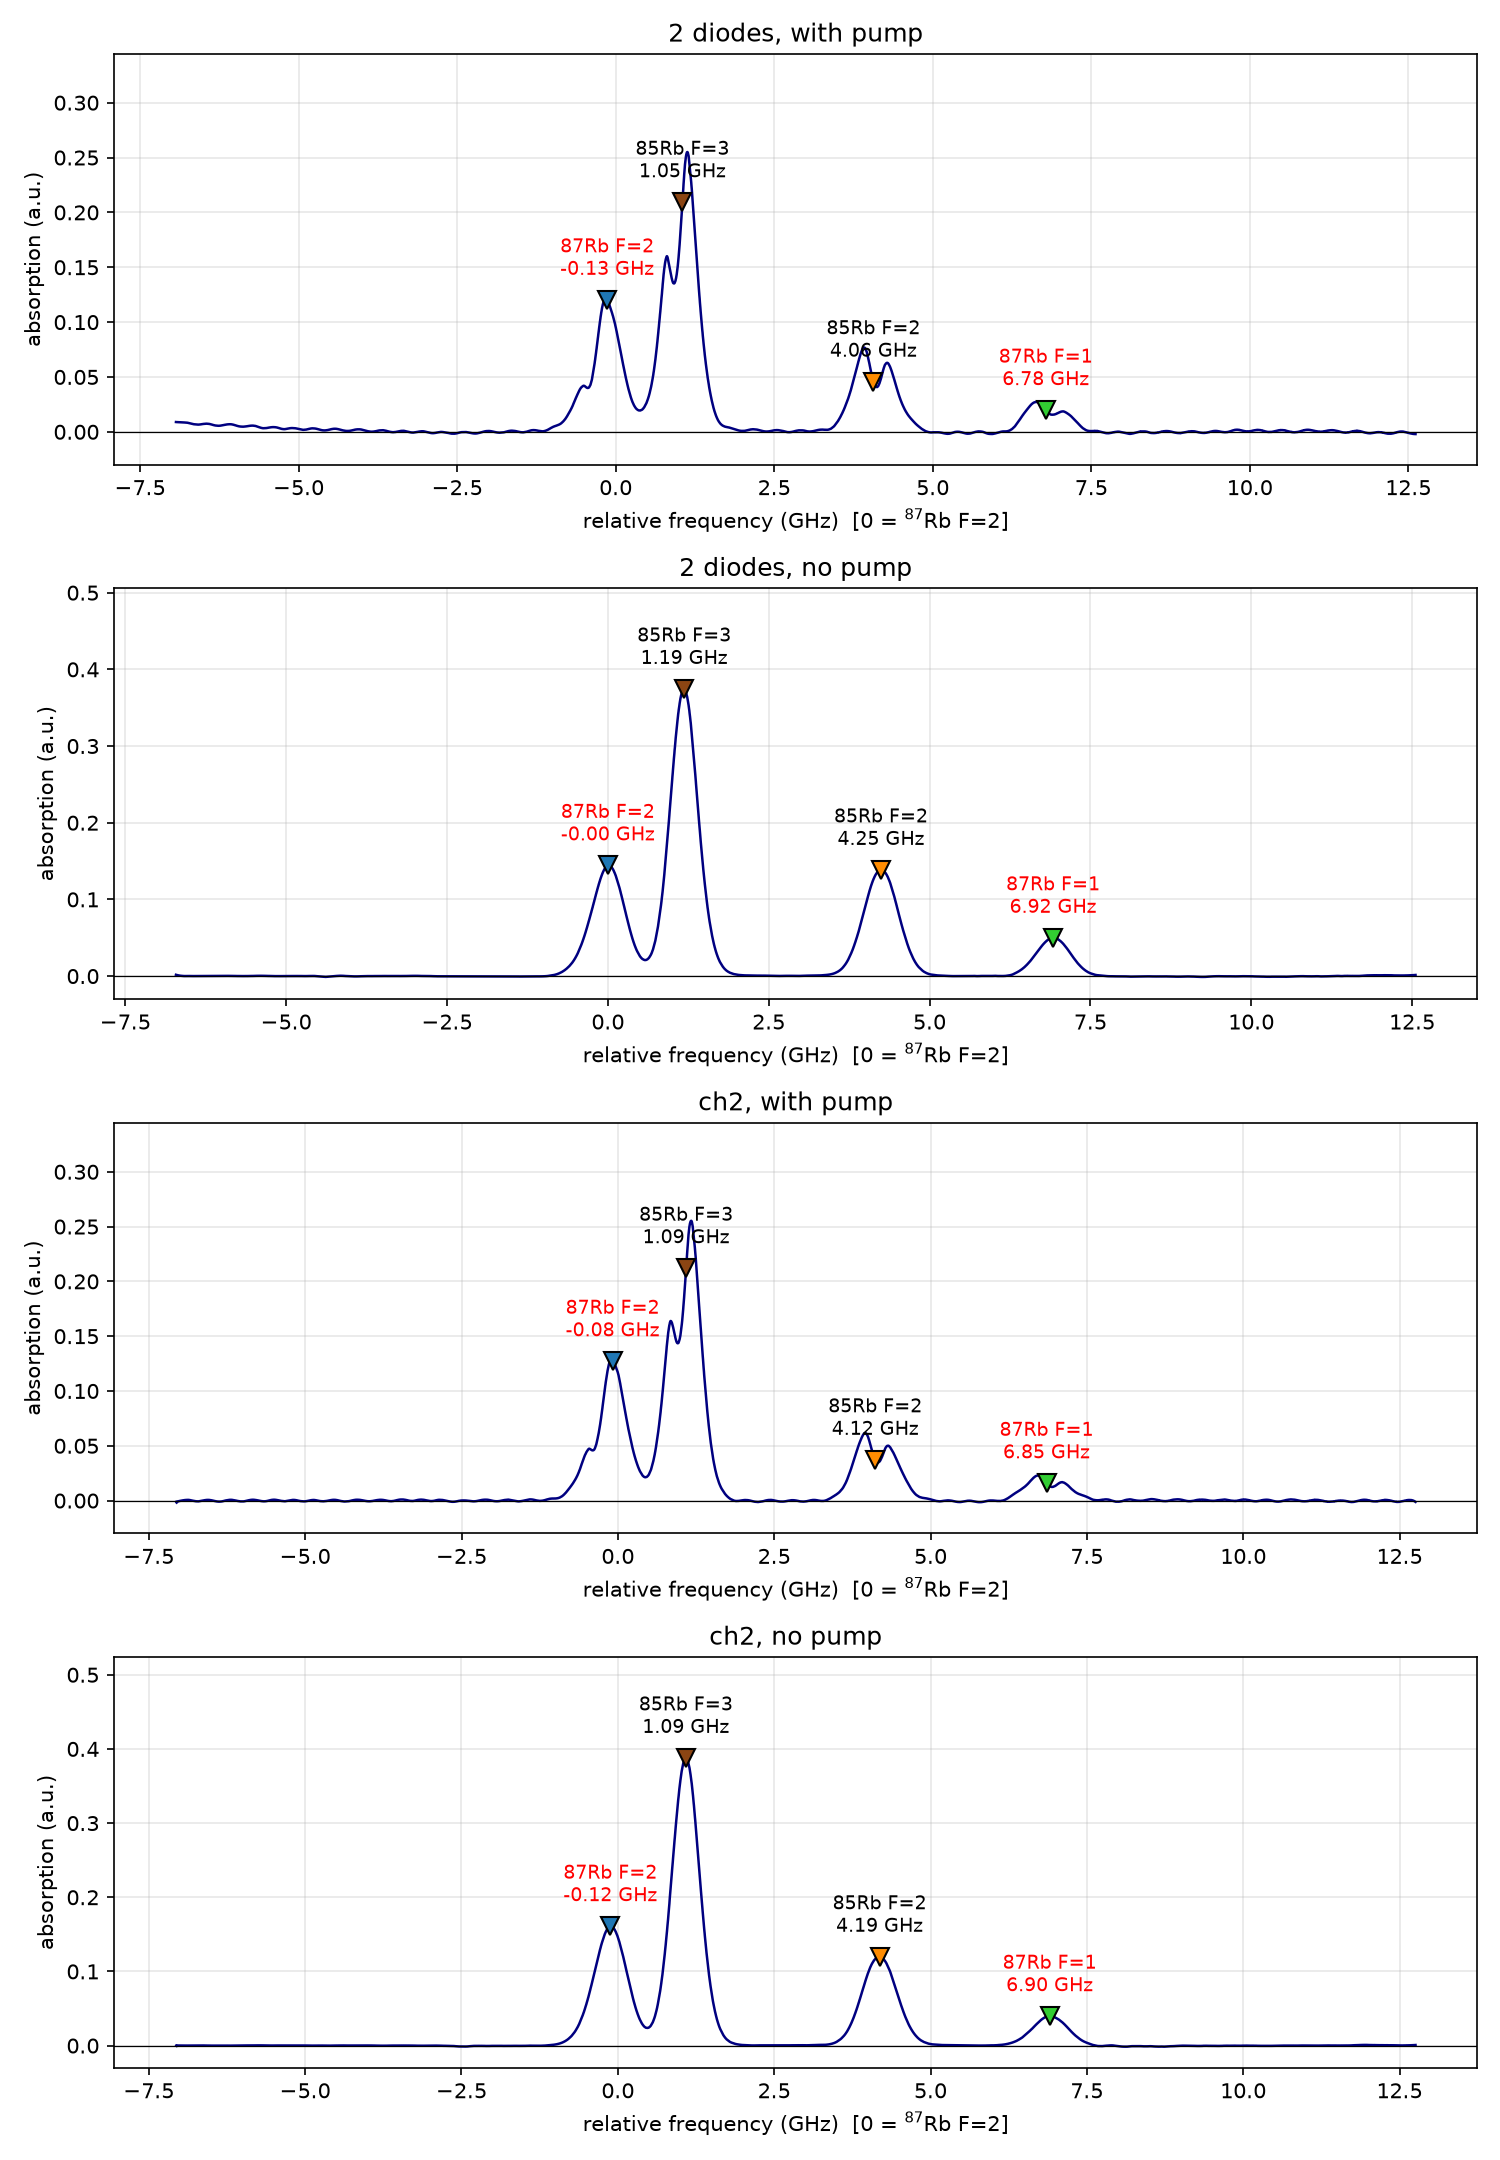 2 diodes, with pump
absorption (a.u.)
0.30
0.25
0.20
0.15
0.10
0.05
0.00
85Rb F=3
1.05 GHz
87Rb F=2
-0.13 GHz
85Rb F=2
4.06 GHz
87Rb F=1
6.78 GHz
−7.5 −5.0 −2.5 0.0 2.5 5.0 7.5 10.0 12.5
relative frequency (GHz) [0 = ⁸⁷Rb F=2]
2 diodes, no pump
absorption (a.u.)
0.5
0.4
0.3
0.2
0.1
0.0
85Rb F=3
1.19 GHz
87Rb F=2
-0.00 GHz
85Rb F=2
4.25 GHz
87Rb F=1
6.92 GHz
−7.5 −5.0 −2.5 0.0 2.5 5.0 7.5 10.0 12.5
relative frequency (GHz) [0 = ⁸⁷Rb F=2]
ch2, with pump
absorption (a.u.)
0.30
0.25
0.20
0.15
0.10
0.05
0.00
85Rb F=3
1.09 GHz
87Rb F=2
-0.08 GHz
85Rb F=2
4.12 GHz
87Rb F=1
6.85 GHz
−7.5 −5.0 −2.5 0.0 2.5 5.0 7.5 10.0 12.5
relative frequency (GHz) [0 = ⁸⁷Rb F=2]
ch2, no pump
absorption (a.u.)
0.5
0.4
0.3
0.2
0.1
0.0
85Rb F=3
1.09 GHz
87Rb F=2
-0.12 GHz
85Rb F=2
4.19 GHz
87Rb F=1
6.90 GHz
−7.5 −5.0 −2.5 0.0 2.5 5.0 7.5 10.0 12.5
relative frequency (GHz) [0 = ⁸⁷Rb F=2]